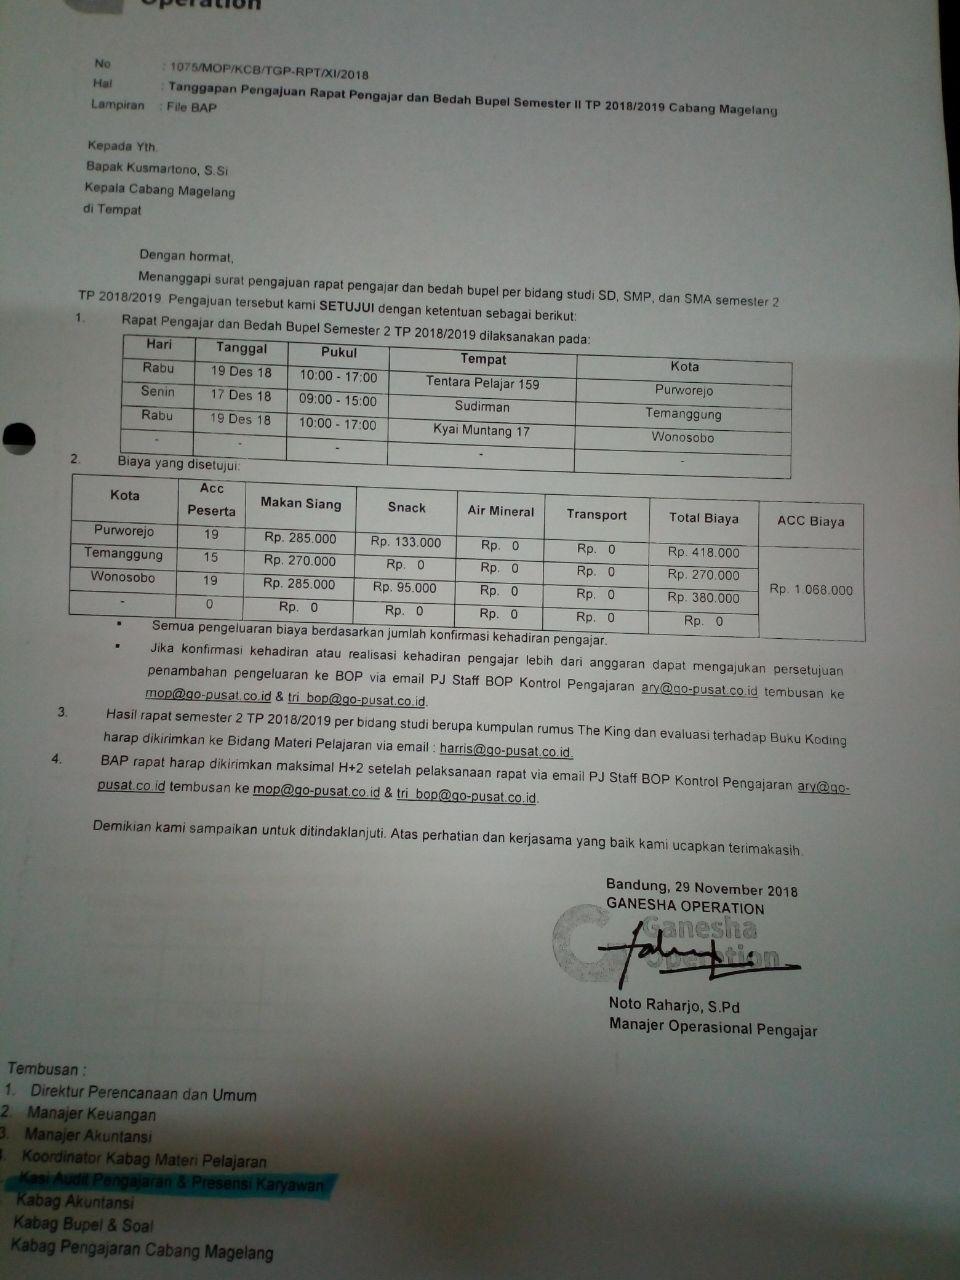 Operation
No : 1075/MOP/KCB/TGP-RPT/XI/2018
Hal : Tanggapan Pengajuan Rapat Pengajar dan Bedah Bupel Semester II TP 2018/2019 Cabang Magelang
Lampiran : File BAP
Kepada Yth.
Bapak Kusmartono, S.Si
Kepala Cabang Magelang
di Tempat
Dengan hormat,
Menanggapi surat pengajuan rapat pengajar dan bedah bupel per bidang studi SD, SMP, dan SMA semester 2
TP 2018/2019. Pengajuan tersebut kami SETUJUI dengan ketentuan sebagai berikut:
1. Rapat Pengajar dan Bedah Bupel Semester 2 TP 2018/2019 dilaksanakan pada:
Hari Tanggal Pukul Tempat Kota
Rabu 19 Des 18 10:00 - 17:00 Tentara Pelajar 159 Purworejo
Senin 17 Des 18 09:00 - 15:00 Sudirman Temanggung
Rabu 19 Des 18 10:00 - 17:00 Kyai Muntang 17 Wonosobo
- - - - -
2. Biaya yang disetujui:
Kota Acc Peserta Makan Siang Snack Air Mineral Transport Total Biaya ACC Biaya
Purworejo 19 Rp. 285.000 Rp. 133.000 Rp. 0 Rp. 0 Rp. 418.000
Temanggung 15 Rp. 270.000 Rp. 0 Rp. 0 Rp. 0 Rp. 270.000
Wonosobo 19 Rp. 285.000 Rp. 95.000 Rp. 0 Rp. 0 Rp. 380.000 Rp. 1.068.000
- 0 Rp. 0 Rp. 0 Rp. 0 Rp. 0 Rp. 0
▪ Semua pengeluaran biaya berdasarkan jumlah konfirmasi kehadiran pengajar.
▪ Jika konfirmasi kehadiran atau realisasi kehadiran pengajar lebih dari anggaran dapat mengajukan persetujuan
penambahan pengeluaran ke BOP via email PJ Staff BOP Kontrol Pengajaran ary@go-pusat.co.id tembusan ke
mop@go-pusat.co.id & tri_bop@go-pusat.co.id.
3. Hasil rapat semester 2 TP 2018/2019 per bidang studi berupa kumpulan rumus The King dan evaluasi terhadap Buku Koding
harap dikirimkan ke Bidang Materi Pelajaran via email : harris@go-pusat.co.id.
4. BAP rapat harap dikirimkan maksimal H+2 setelah pelaksanaan rapat via email PJ Staff BOP Kontrol Pengajaran ary@go-
pusat.co.id tembusan ke mop@go-pusat.co.id & tri_bop@go-pusat.co.id.
Demikian kami sampaikan untuk ditindaklanjuti. Atas perhatian dan kerjasama yang baik kami ucapkan terimakasih.
Bandung, 29 November 2018
GANESHA OPERATION
Ganesha
Operation
Noto Raharjo, S.Pd
Manajer Operasional Pengajar
Tembusan :
1. Direktur Perencanaan dan Umum
2. Manajer Keuangan
3. Manajer Akuntansi
Koordinator Kabag Materi Pelajaran
Kasi Audit Pengajaran & Presensi Karyawan
Kabag Akuntansi
Kabag Bupel & Soal
Kabag Pengajaran Cabang Magelang